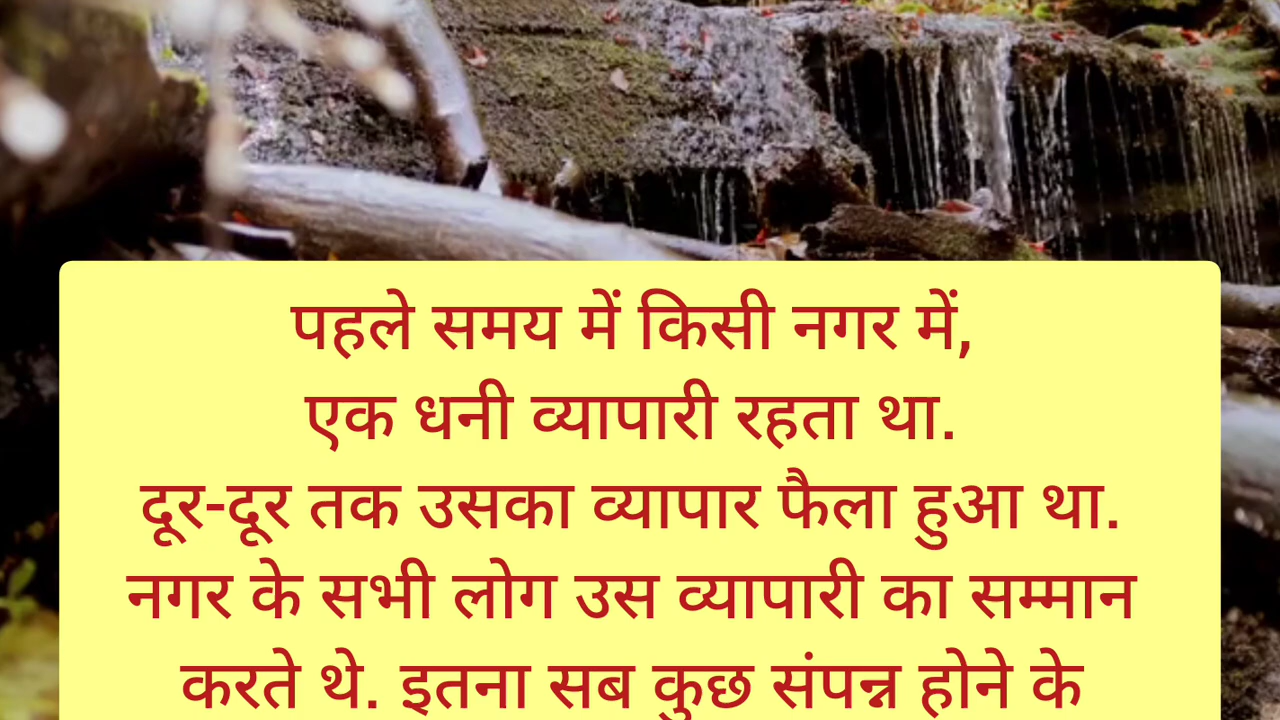 पहले समय में किसी नगर में,
एक धनी व्यापारी रहता था.
दूर-दूर तक उसका व्यापार फैला हुआ था.
नगर के सभी लोग उस व्यापारी का सम्मान
करते थे. इतना सब कुछ संपन्न होने के